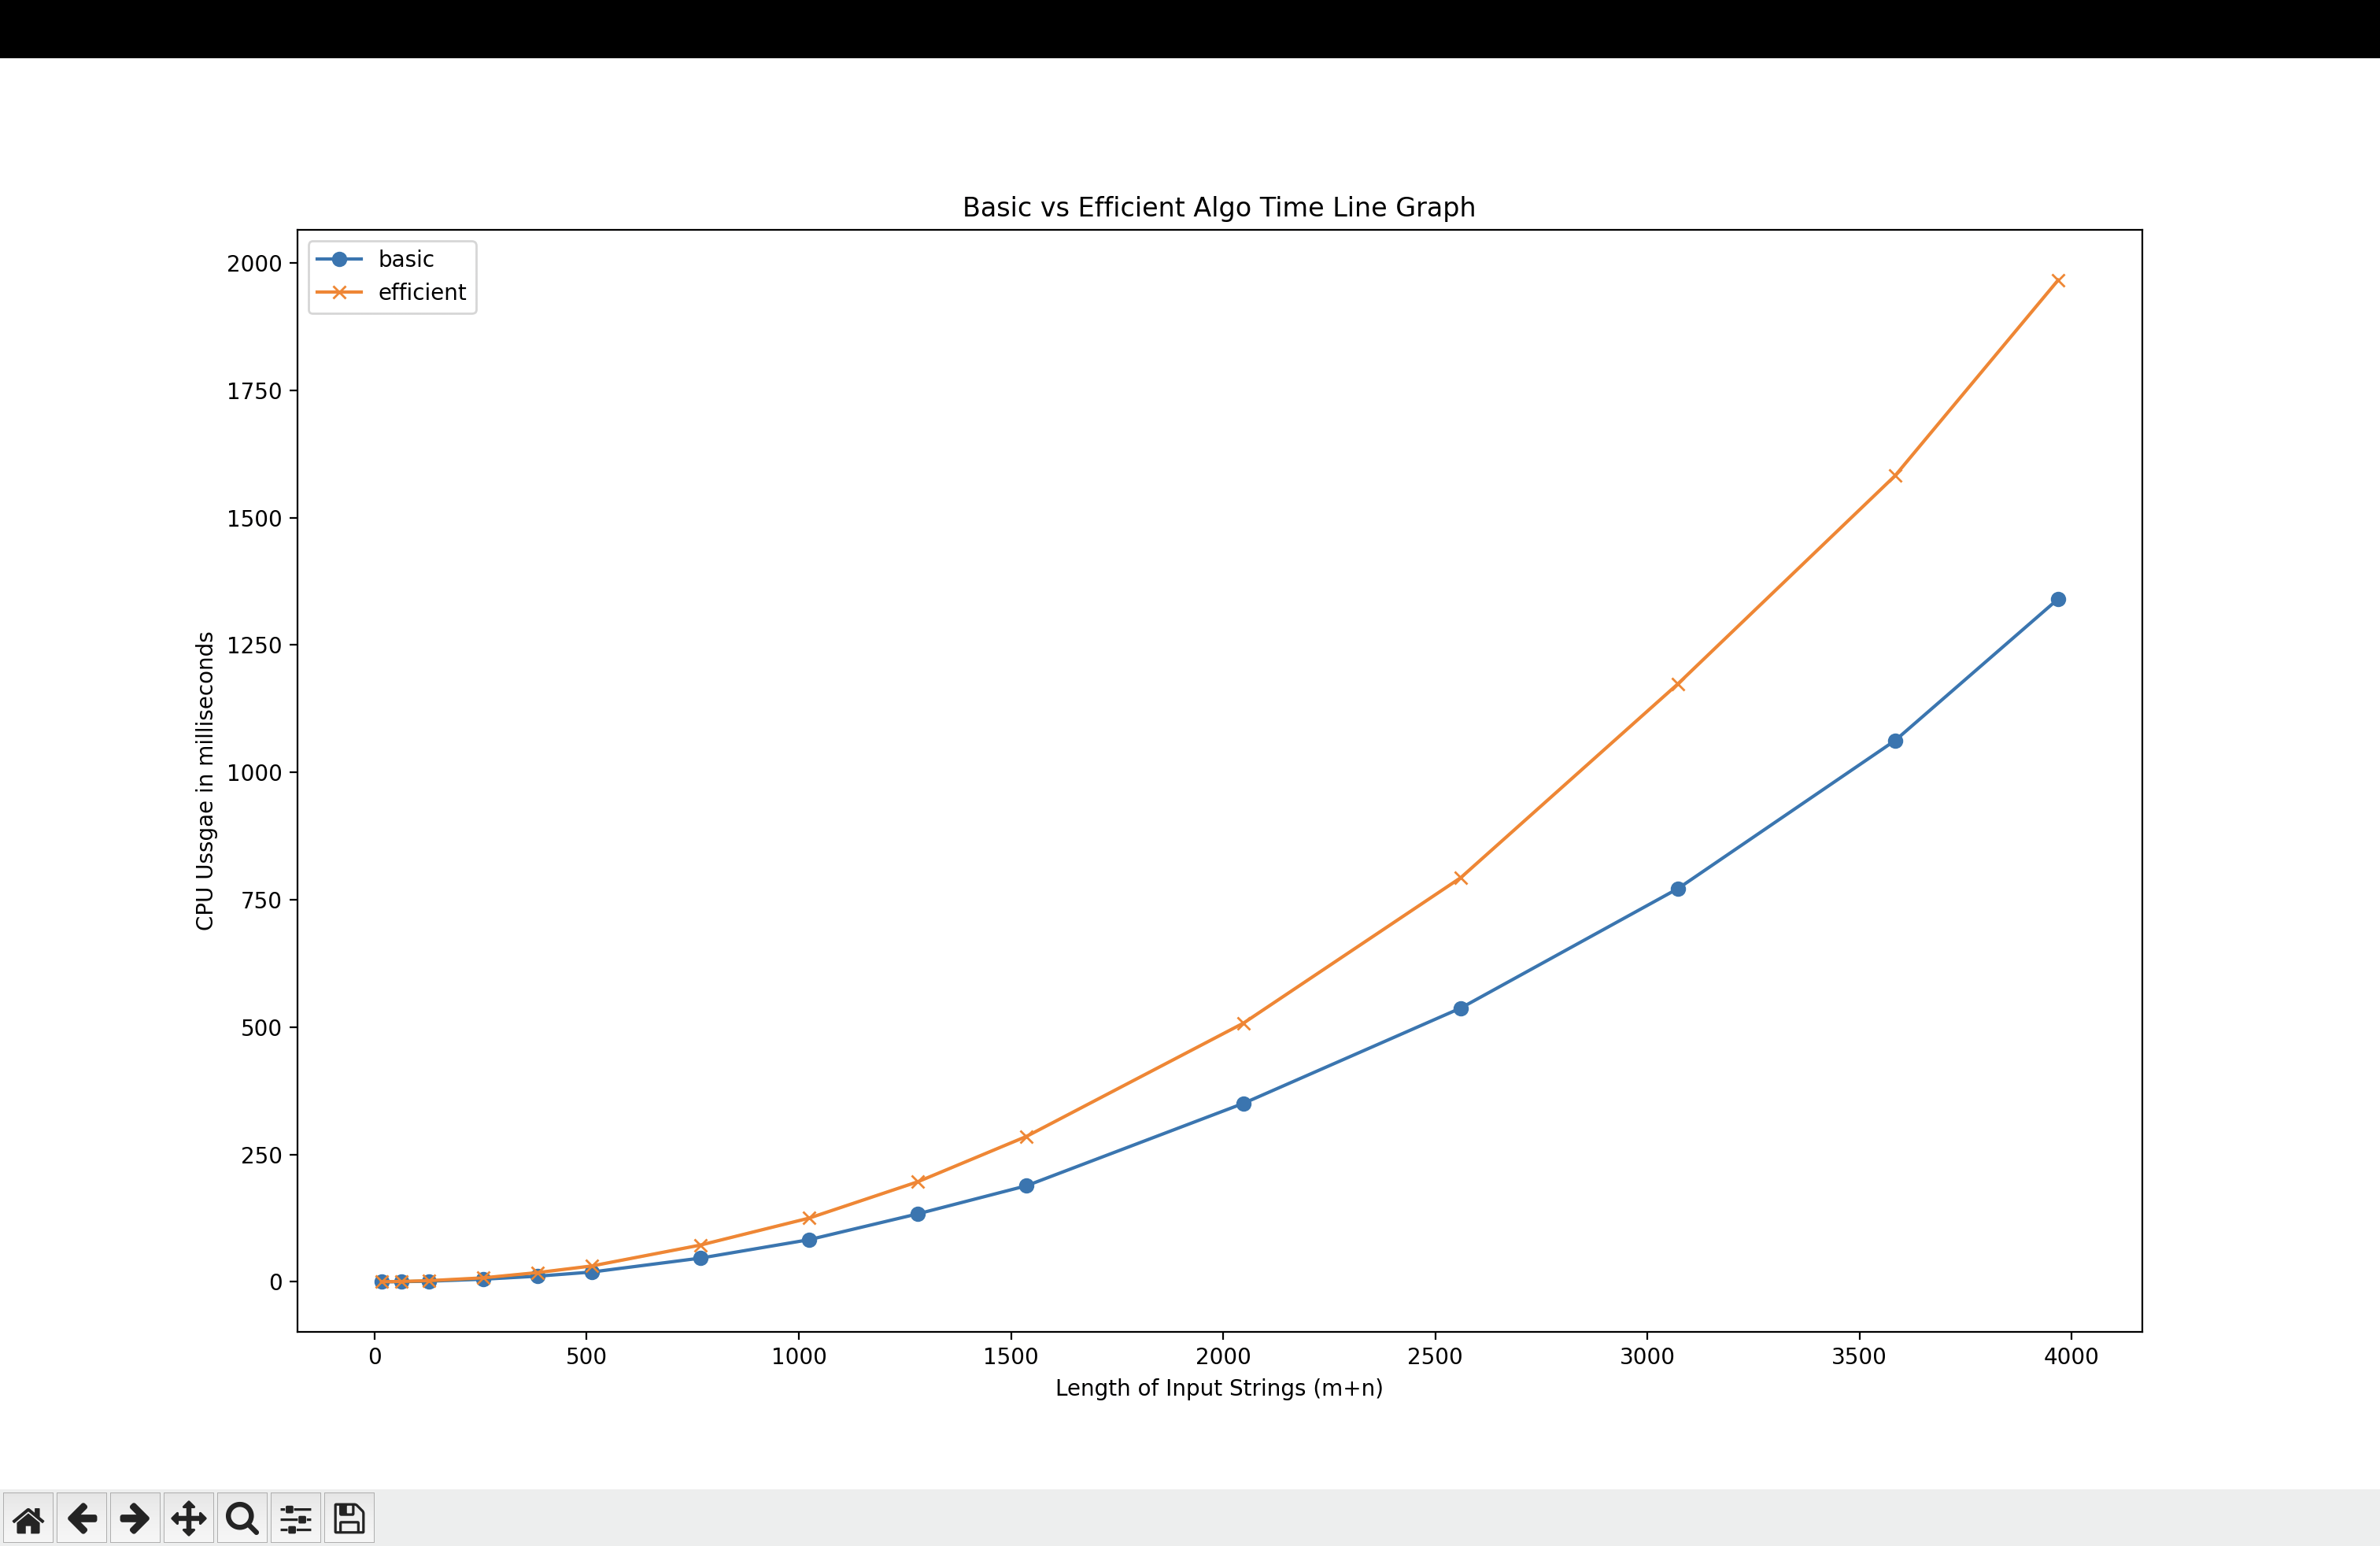 Basic vs Efficient Algo Time Line Graph
basic
efficient
2000
1750
1500
1250
1000
750
500
250
0
CPU Ussgae in milliseconds
0 500 1000 1500 2000 2500 3000 3500 4000
Length of Input Strings (m+n)